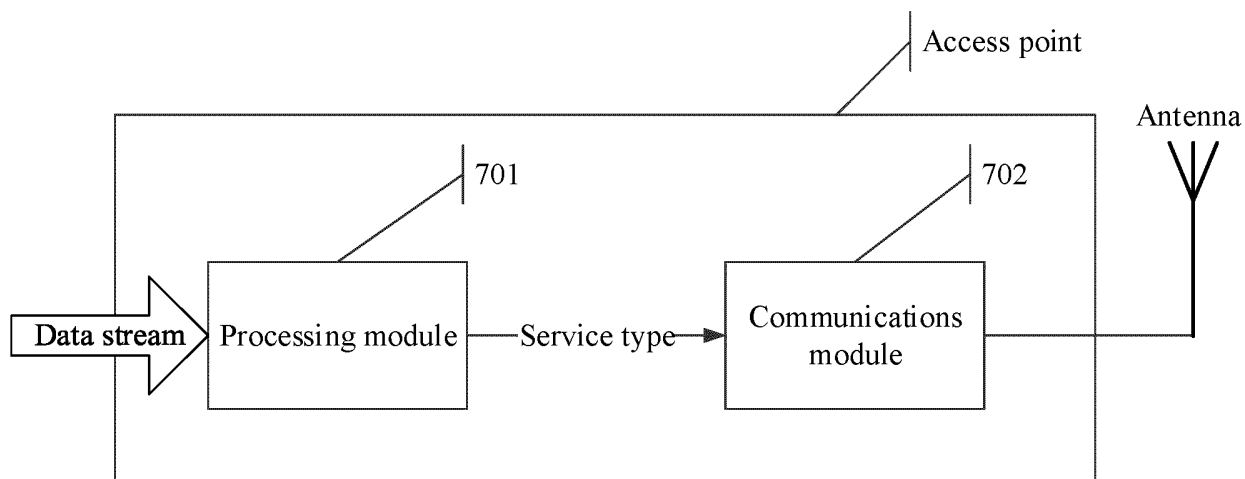 Access point
Antenna
701
702
Data stream
Processing module
Service type
Communications
module